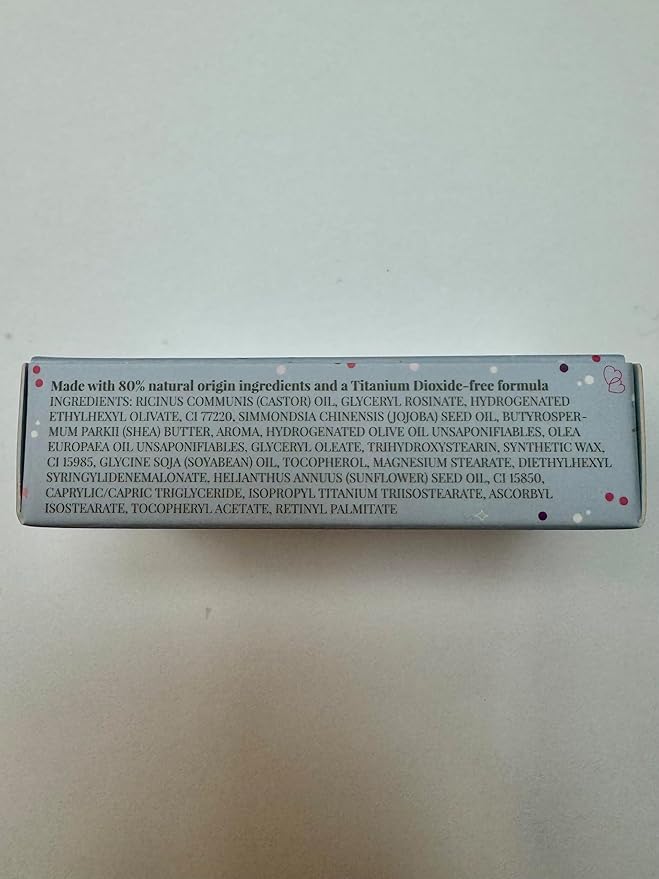 Made with 80% natural origin ingredients and a Titanium Dioxide-free formula
INGREDIENTS: RICINUS COMMUNIS (CASTOR) OIL, GLYCERYL ROSINATE, HYDROGENATED
ETHYLHEXYL OLIVATE, CI 77220, SIMMONDSIA CHINENSIS (JOJOBA) SEED OIL, BUTYROSPER-
MUM PARKII (SHEA) BUTTER, AROMA, HYDROGENATED OLIVE OIL UNSAPONIFIABLES, OLEA
EUROPAEA OIL UNSAPONIFIABLES, GLYCERYL OLEATE, TRIHYDROXYSTEARIN, SYNTHETIC WAX,
CI 15985, GLYCINE SOJA (SOYABEAN) OIL, TOCOPHEROL, MAGNESIUM STEARATE, DIETHYLHEXYL
SYRINGYLIDENEMALONATE, HELIANTHUS ANNUUS (SUNFLOWER) SEED OIL, CI 15850,
CAPRYLIC/CAPRIC TRIGLYCERIDE, ISOPROPYL TITANIUM TRIISOSTEARATE, ASCORBYL
ISOSTEARATE, TOCOPHERYL ACETATE, RETINYL PALMITATE